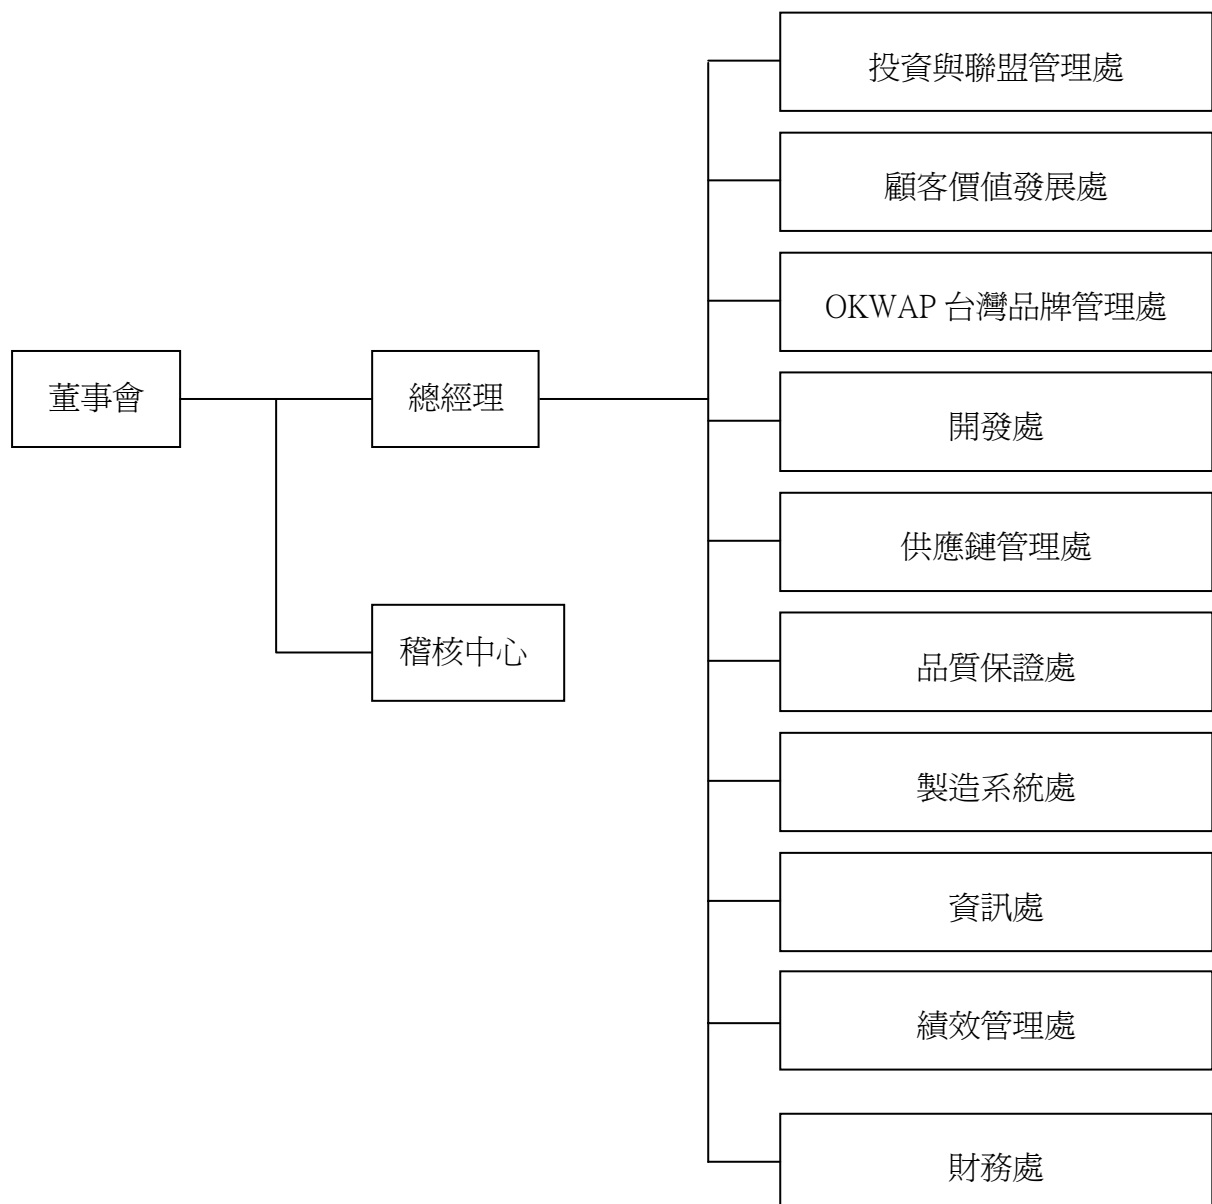 董事會
總經理
稽核中心
投資與聯盟管理處
顧客價值發展處
OKWAP 台灣品牌管理處
開發處
供應鏈管理處
品質保證處
製造系統處
資訊處
績效管理處
財務處